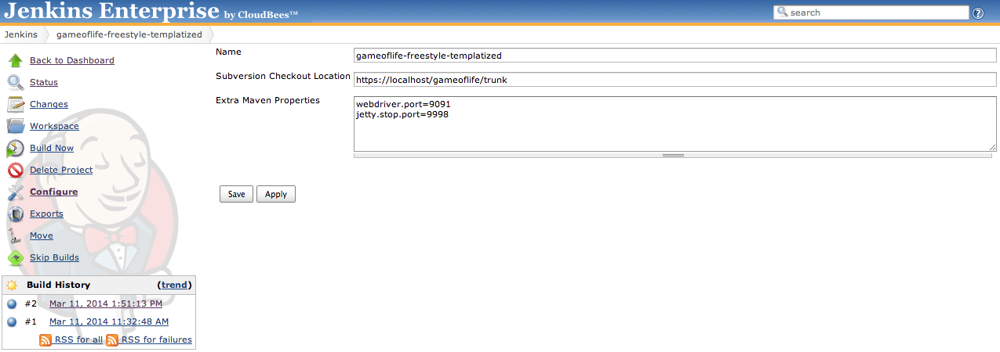 Jenkins Enterprise by CloudBees™
search
Jenkins gameoflife-freestyle-templatized
Back to Dashboard
Status
Changes
Workspace
Build Now
Delete Project
Configure
Exports
Move
Skip Builds
Build History (trend)
#2 Mar 11, 2014 1:51:13 PM
#1 Mar 11, 2014 11:32:48 AM
RSS for all RSS for failures
Name gameoflife-freestyle-templatized
Subversion Checkout Location https://localhost/gameoflife/trunk
Extra Maven Properties webdriver.port=9091
jetty.stop.port=9998
Save Apply